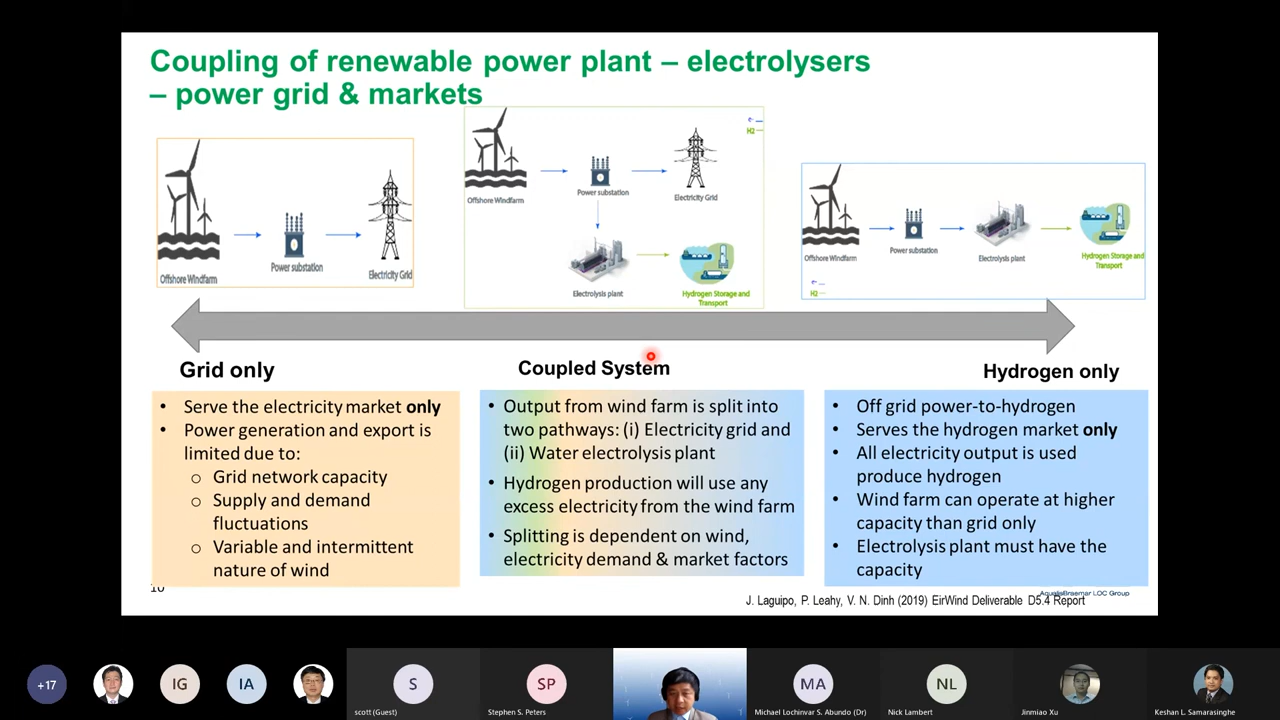 Coupling of renewable power plant – electrolysers
– power grid & markets
Offshore Windfarm
Power substation
Electricity Grid
Offshore Windfarm
Power substation
Electricity Grid
H2
Electrolysis plant
Hydrogen Storage and
Transport
Offshore Windfarm
Power substation
Electrolysis plant
Hydrogen Storage and
Transport
H2
Grid only
• Serve the electricity market only
• Power generation and export is
limited due to:
o Grid network capacity
o Supply and demand
fluctuations
o Variable and intermittent
nature of wind
Coupled System
• Output from wind farm is split into
two pathways: (i) Electricity grid and
(ii) Water electrolysis plant
• Hydrogen production will use any
excess electricity from the wind farm
• Splitting is dependent on wind,
electricity demand & market factors
Hydrogen only
• Off grid power-to-hydrogen
• Serves the hydrogen market only
• All electricity output is used
produce hydrogen
• Wind farm can operate at higher
capacity than grid only
• Electrolysis plant must have the
capacity
10
AqualisBraemar LOC Group
J. Laguipo, P. Leahy, V. N. Dinh (2019) EirWind Deliverable D5.4 Report
+17
IG
IA
S
scott (Guest)
SP
Stephen S. Peters
MA
Michael Lochinvar S. Abundo (Dr)
NL
Nick Lambert
Jinmiao Xu
Keshan L. Samarasinghe